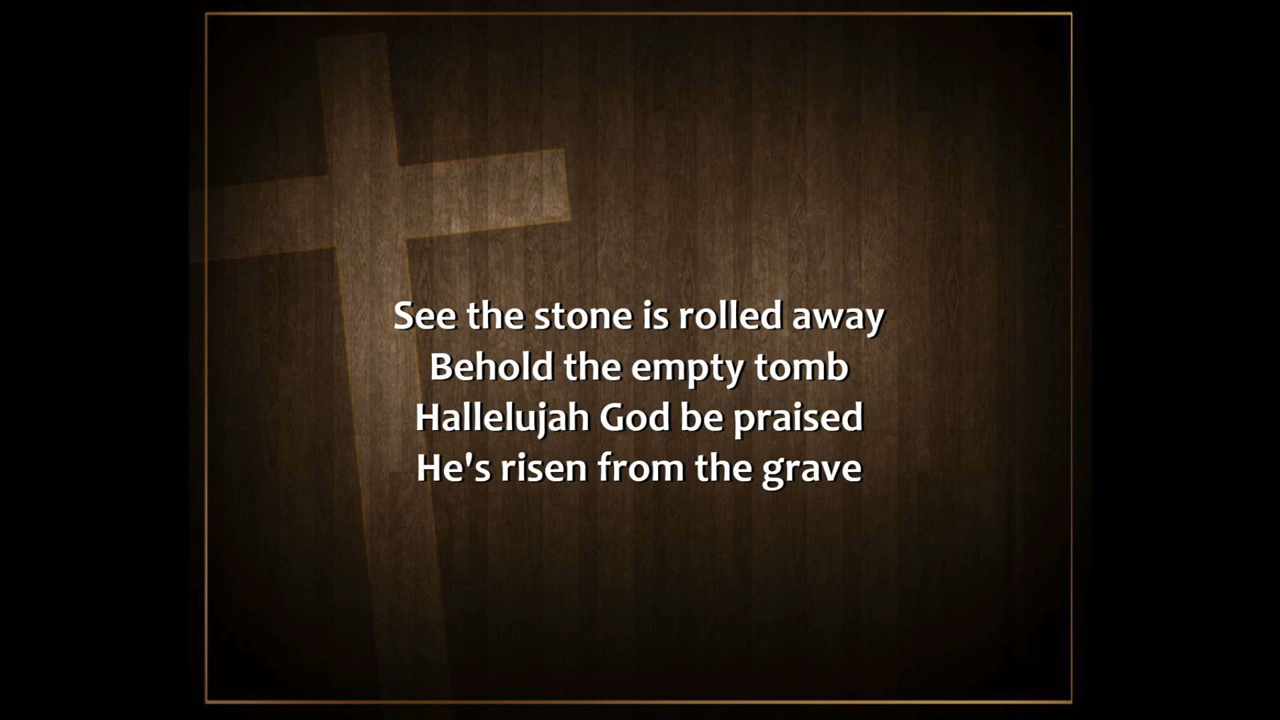 See the stone is rolled away
Behold the empty tomb
Hallelujah God be praised
He's risen from the grave